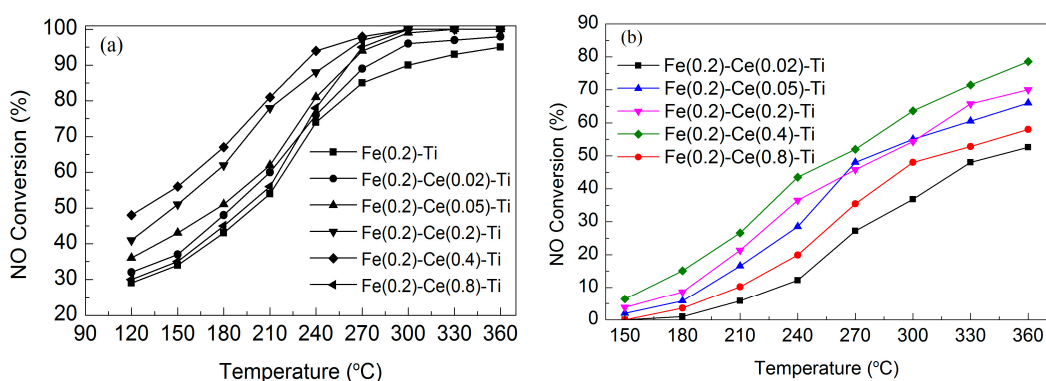 (a)
NO Conversion (%)
100
90
80
70
60
50
40
30
20
90 120 150 180 210 240 270 300 330 360
Temperature (°C)
Fe(0.2)-Ti
Fe(0.2)-Ce(0.02)-Ti
Fe(0.2)-Ce(0.05)-Ti
Fe(0.2)-Ce(0.2)-Ti
Fe(0.2)-Ce(0.4)-Ti
Fe(0.2)-Ce(0.8)-Ti
(b)
NO Conversion (%)
90
80
70
60
50
40
30
20
10
0
150 180 210 240 270 300 330 360
Temperature (°C)
Fe(0.2)-Ce(0.02)-Ti
Fe(0.2)-Ce(0.05)-Ti
Fe(0.2)-Ce(0.2)-Ti
Fe(0.2)-Ce(0.4)-Ti
Fe(0.2)-Ce(0.8)-Ti